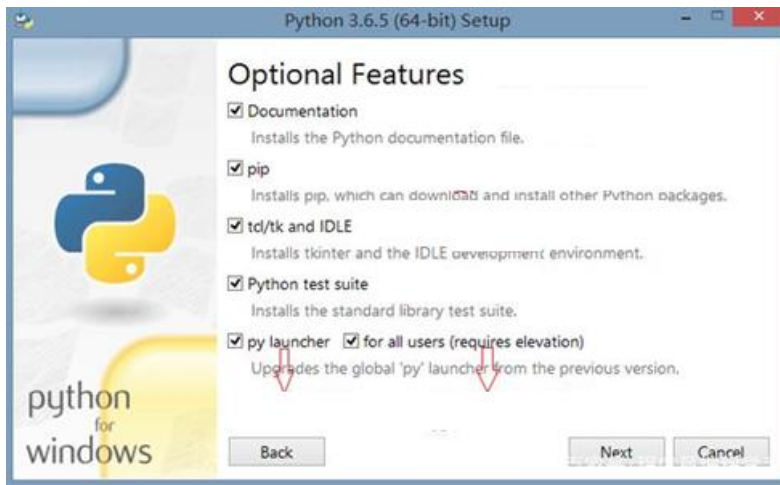 Python 3.6.5 (64-bit) Setup
Optional Features
Documentation
Installs the Python documentation file.
pip
Installs pip, which can download and install other Python packages.
tcl/tk and IDLE
Installs tkinter and the IDLE development environment.
Python test suite
Installs the standard library test suite.
py launcher for all users (requires elevation)
Upgrades the global 'py' launcher from the previous version.
python
for
windows
Back Next Cancel